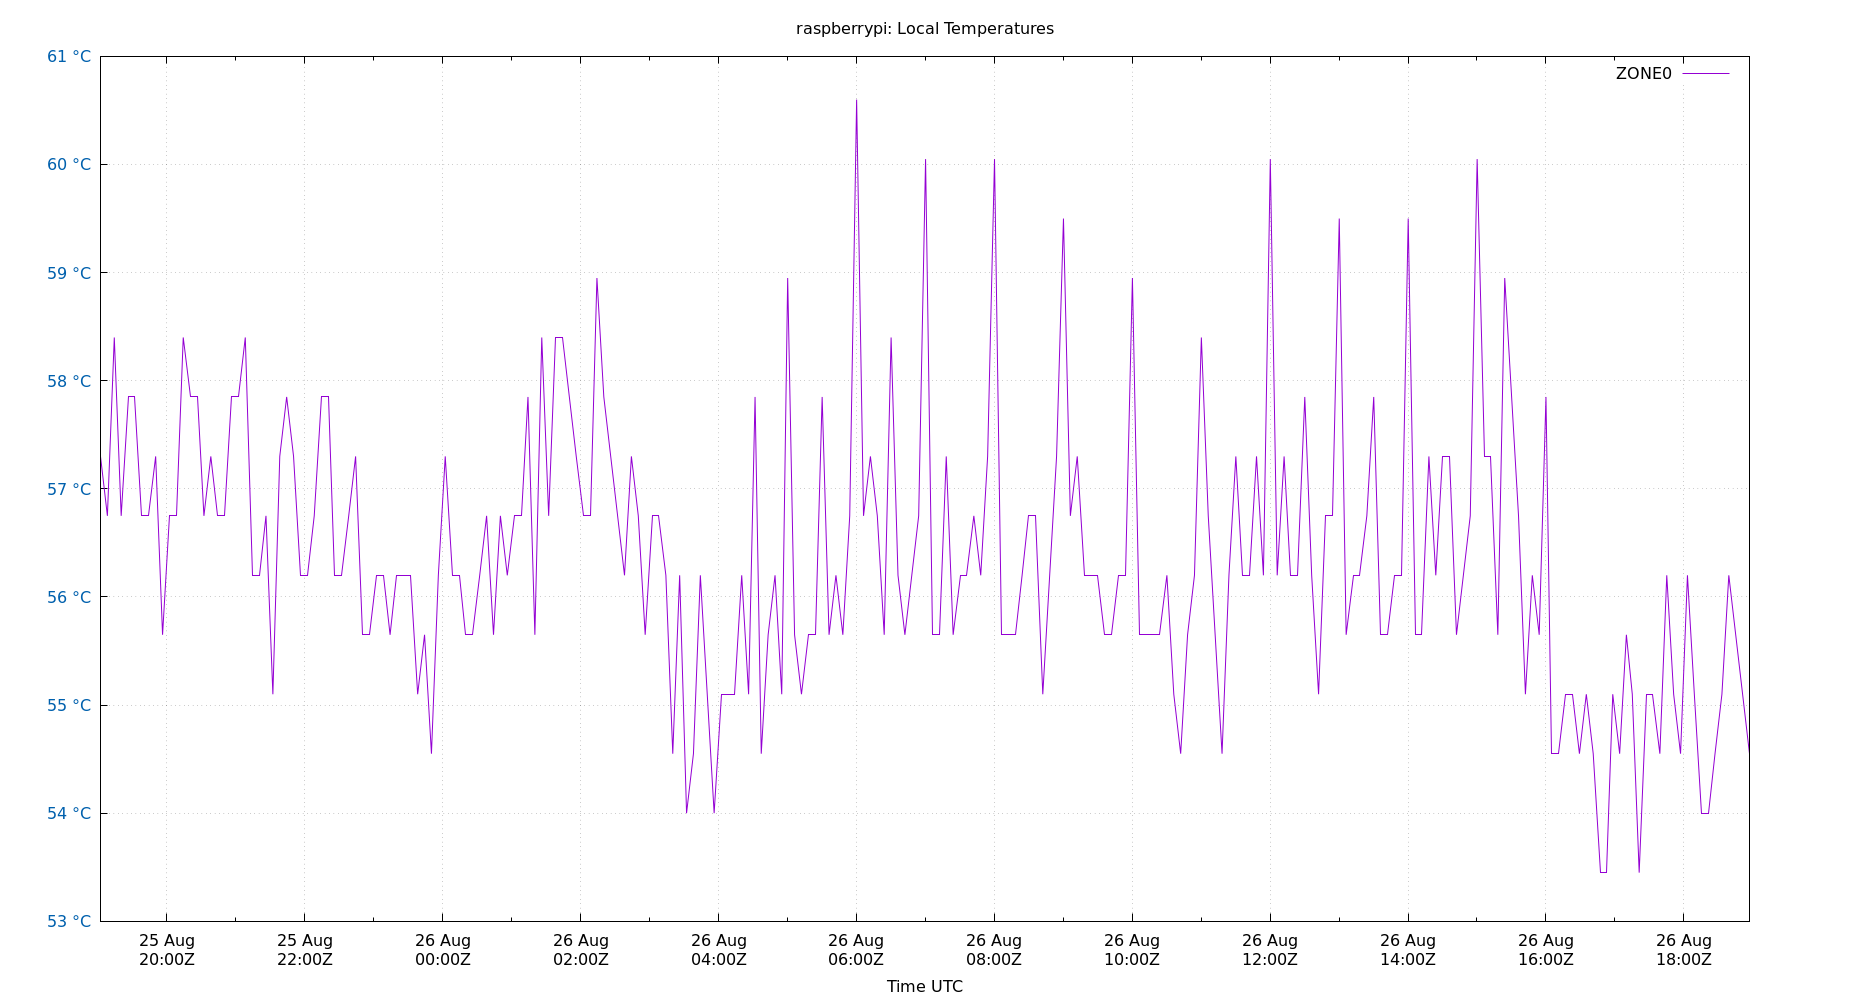 raspberrypi: Local Temperatures
61 °C
ZONE0
60 °C
59 °C
58 °C
57 °C
56 °C
55 °C
54 °C
53 °C
25 Aug 25 Aug 26 Aug 26 Aug 26 Aug 26 Aug 26 Aug 26 Aug 26 Aug 26 Aug 26 Aug 26 Aug
20:00Z 22:00Z 00:00Z 02:00Z 04:00Z 06:00Z 08:00Z 10:00Z 12:00Z 14:00Z 16:00Z 18:00Z
Time UTC